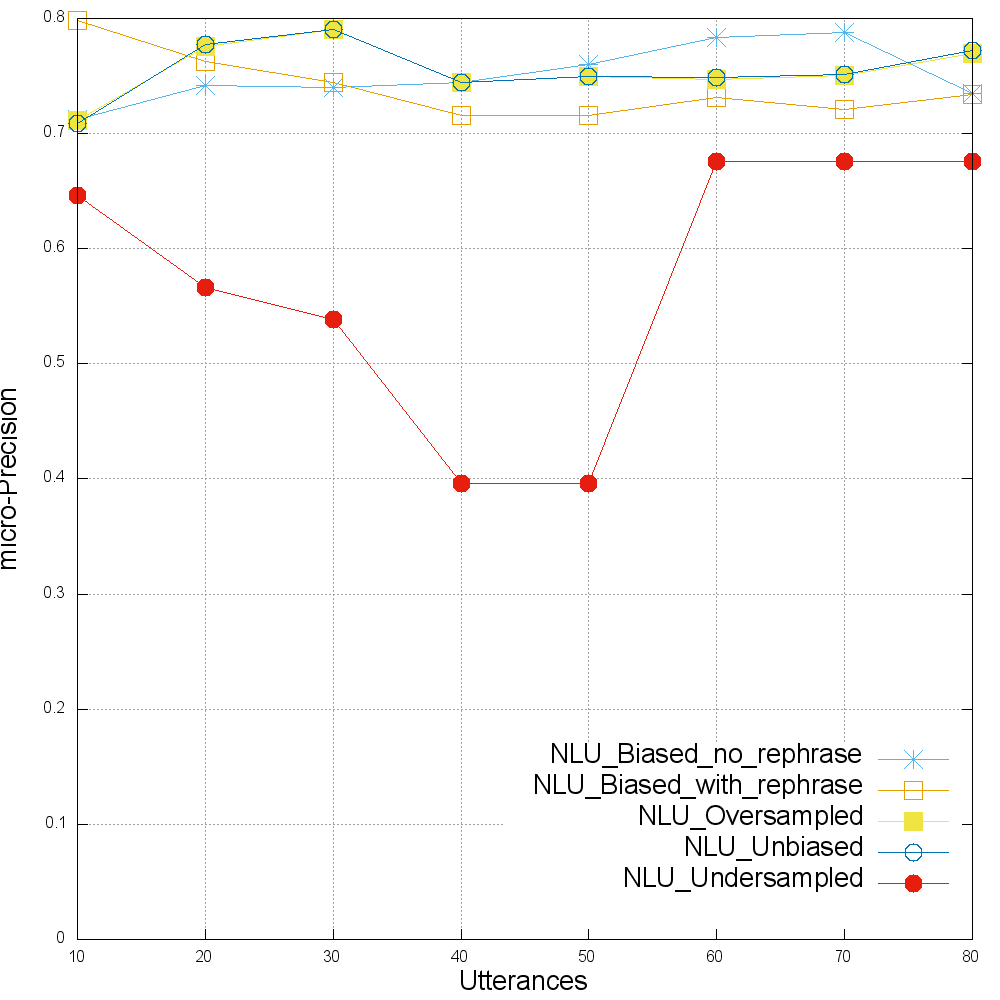 0.8
0.7
0.6
0.5
0.4
0.3
0.2
0.1
0
micro-Precision
NLU_Biased_no_rephrase
NLU_Biased_with_rephrase
NLU_Oversampled
NLU_Unbiased
NLU_Undersampled
10 20 30 40 50 60 70 80
Utterances